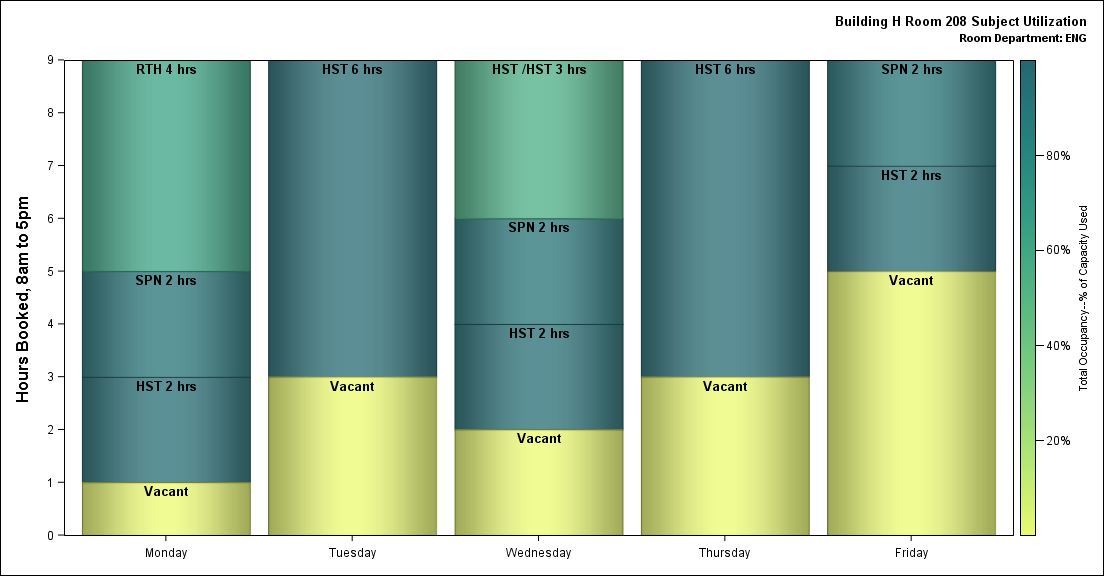 Building H Room 208 Subject Utilization
Room Department: ENG
Hours Booked, 8am to 5pm
9
8
7
6
5
4
3
2
1
0
RTH 4 hrs
SPN 2 hrs
HST 2 hrs
Vacant
HST 6 hrs
Vacant
HST /HST 3 hrs
SPN 2 hrs
HST 2 hrs
Vacant
HST 6 hrs
Vacant
SPN 2 hrs
HST 2 hrs
Vacant
Monday
Tuesday
Wednesday
Thursday
Friday
80%
60%
40%
20%
Total Occupancy--% of Capacity Used